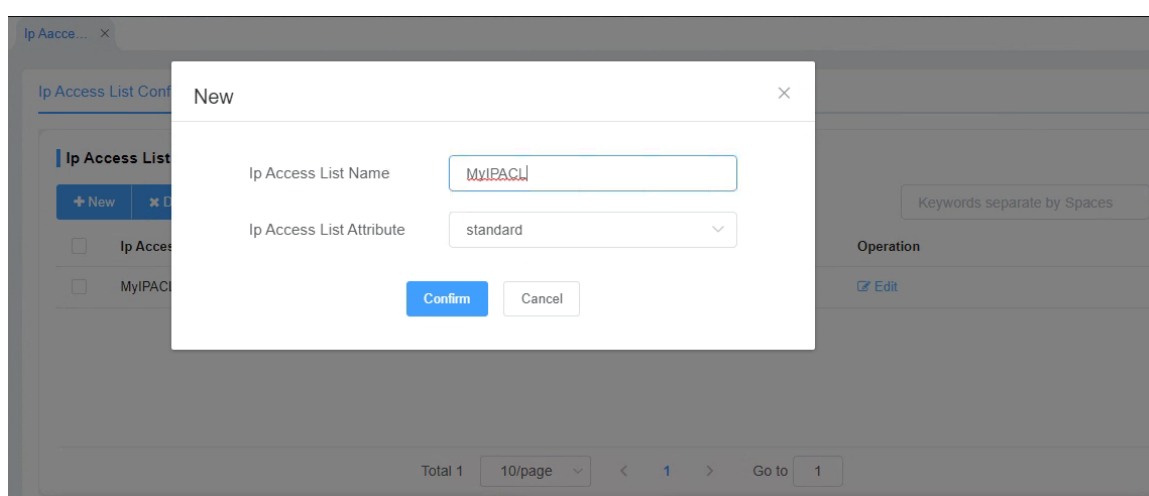 Ip Aacce...
Ip Access List Conf
New
Ip Access List
Ip Access List Name
MyIPACL
New
Keywords separate by Spaces
Ip Access List Attribute
standard
Operation
MyIPACL
Edit
Confirm
Cancel
Total 1
10/page
1
Go to
1